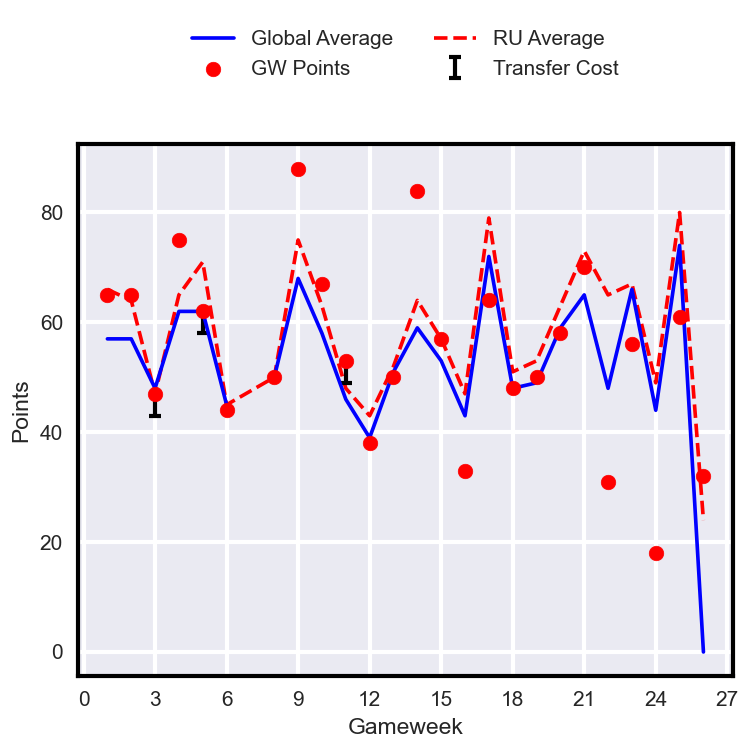 Global Average RU Average
GW Points Transfer Cost
80
60
40
20
0
Points
0 3 6 9 12 15 18 21 24 27
Gameweek